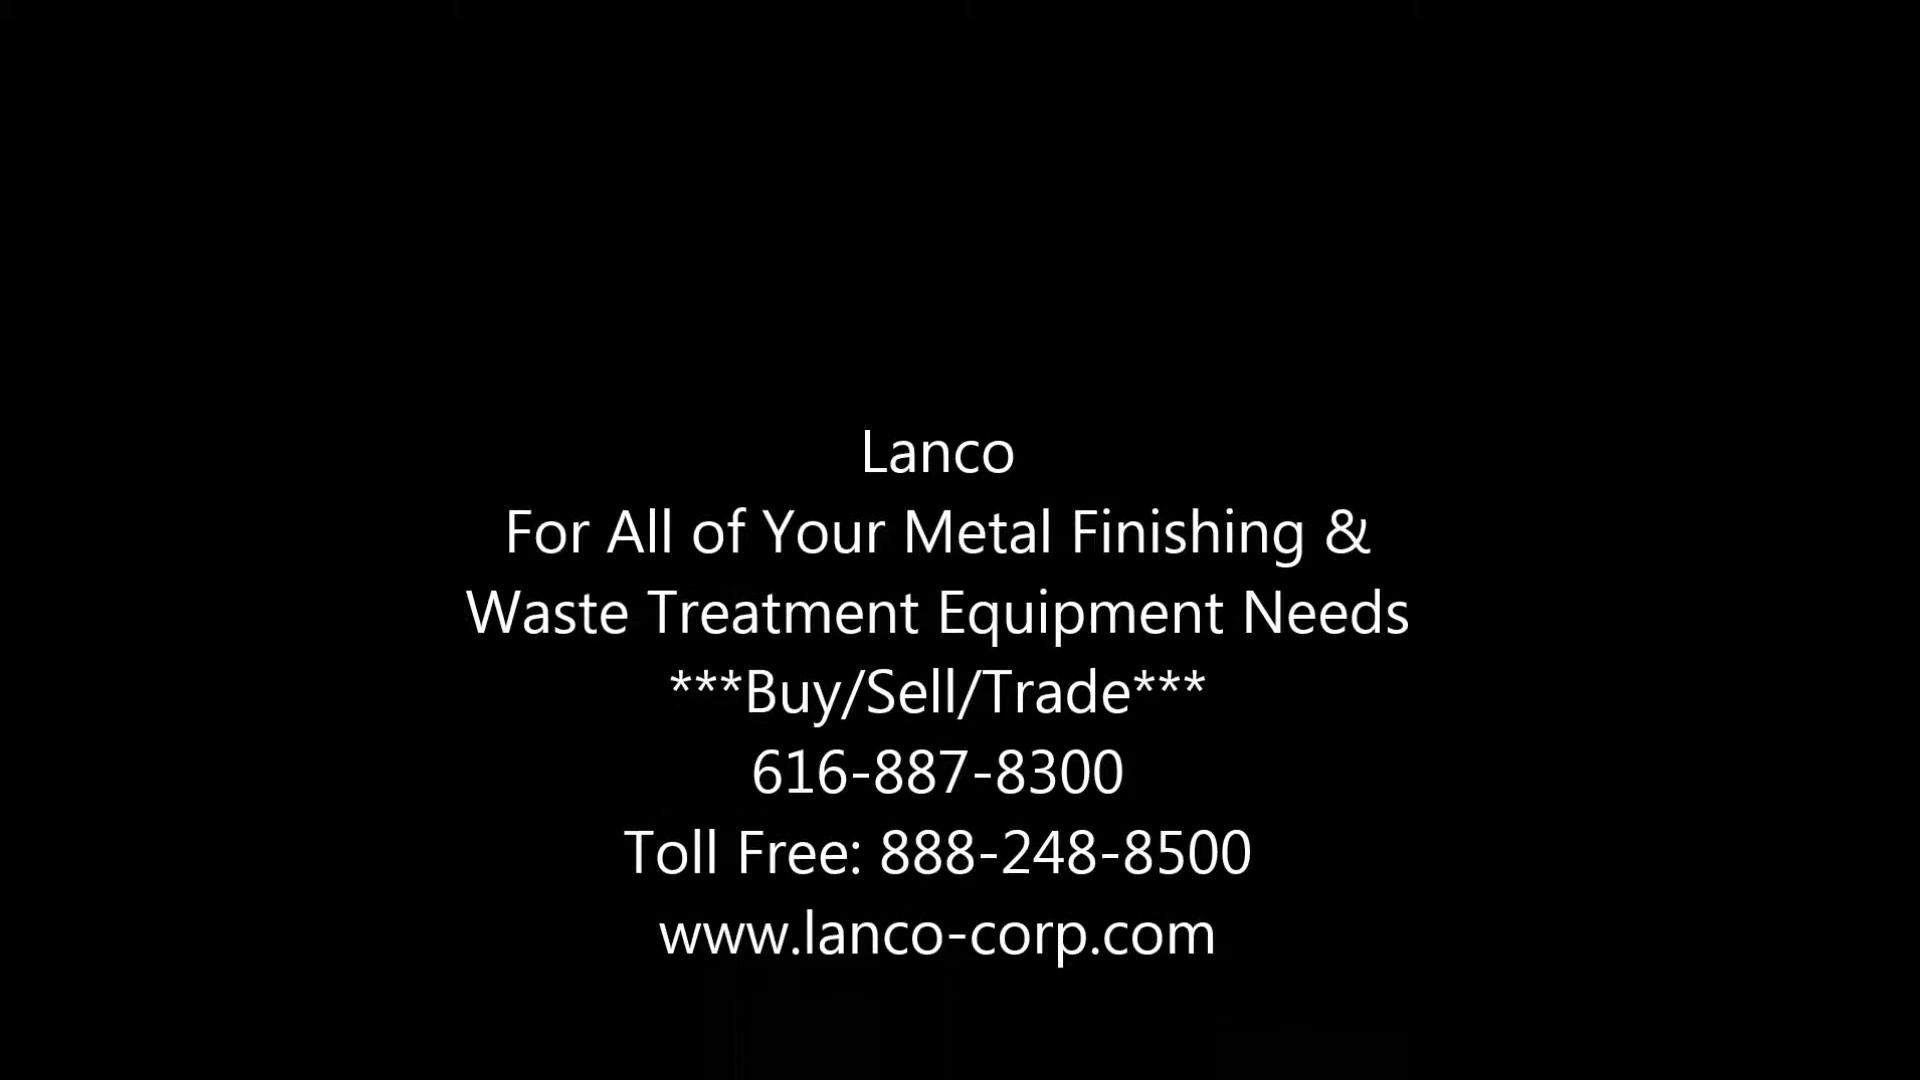 Lanco
For All of Your Metal Finishing &
Waste Treatment Equipment Needs
***Buy/Sell/Trade***
616-887-8300
Toll Free: 888-248-8500
www.lanco-corp.com